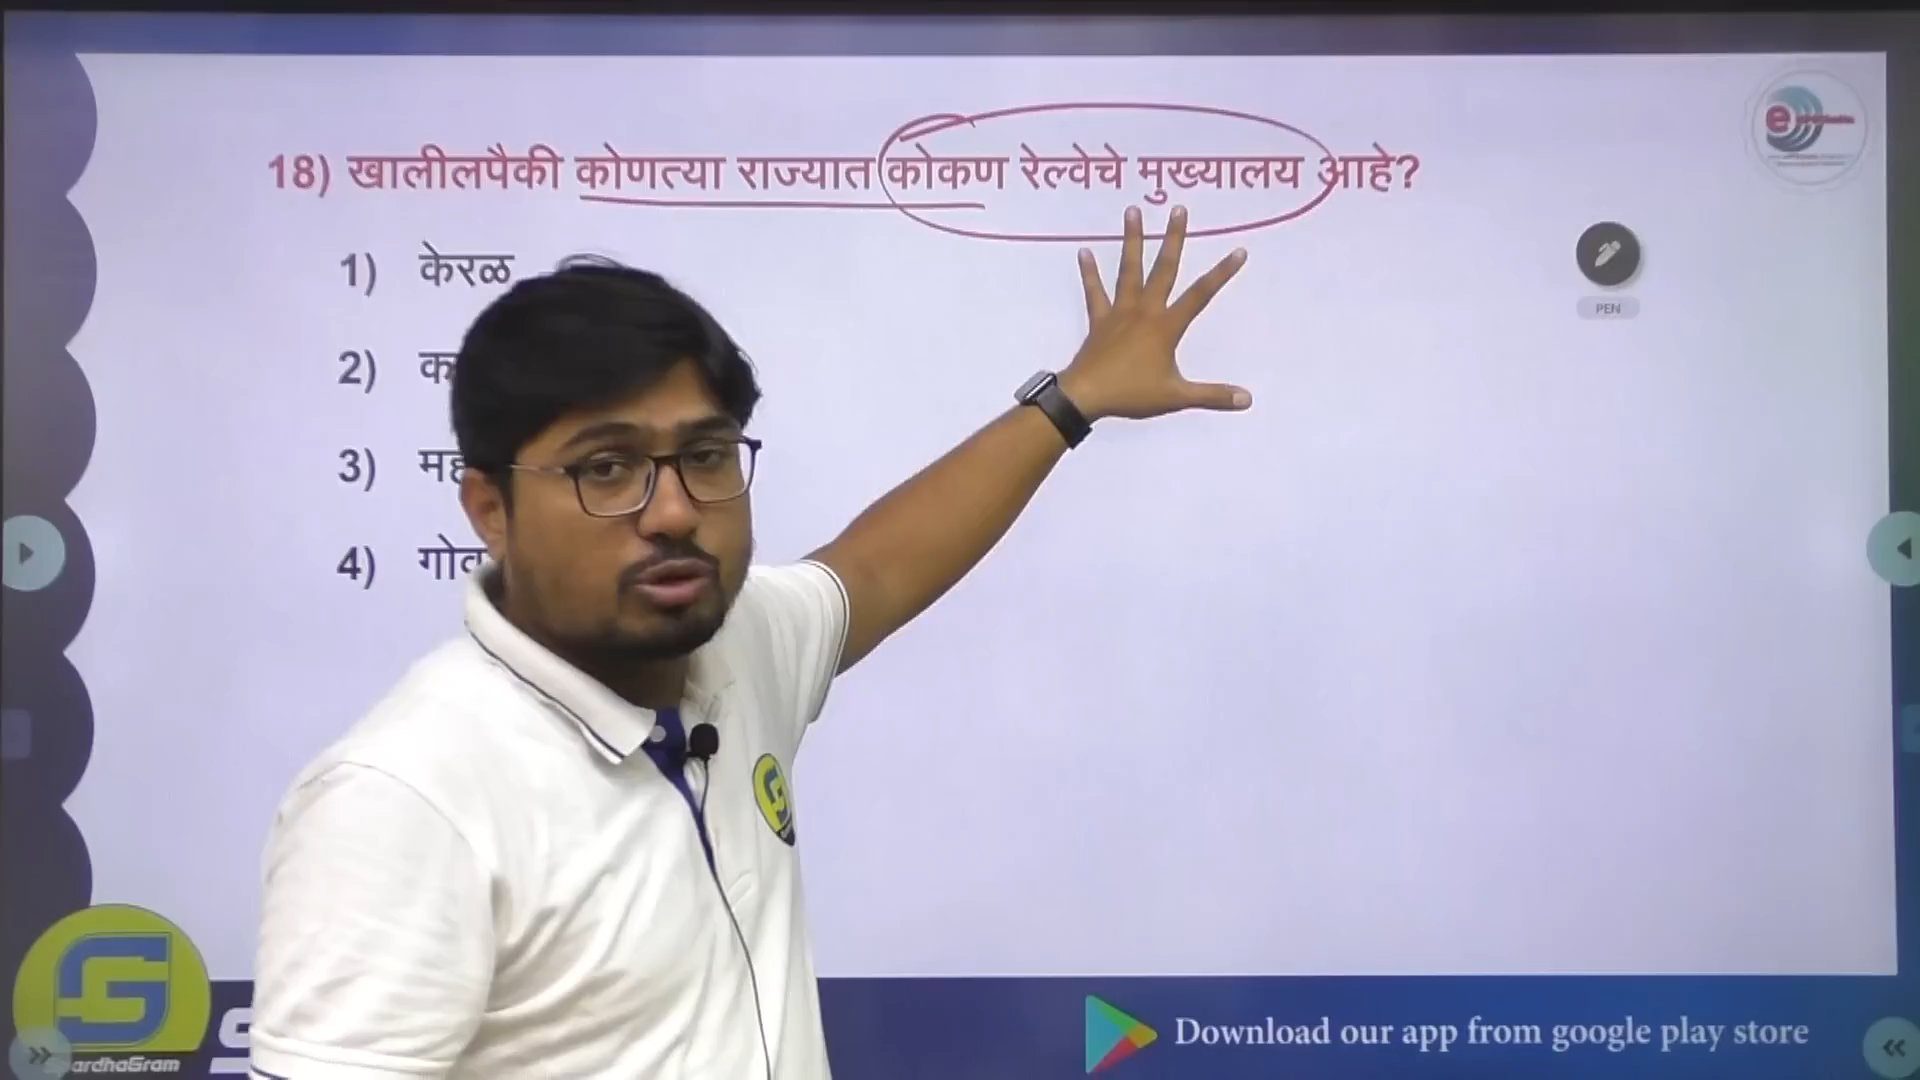 18) खालीलपैकी कोणत्या राज्यात कोकण रेल्वेचे मुख्यालय आहे?
1) केरळ
2)
3)
4)
PEN
Download our app from google play store